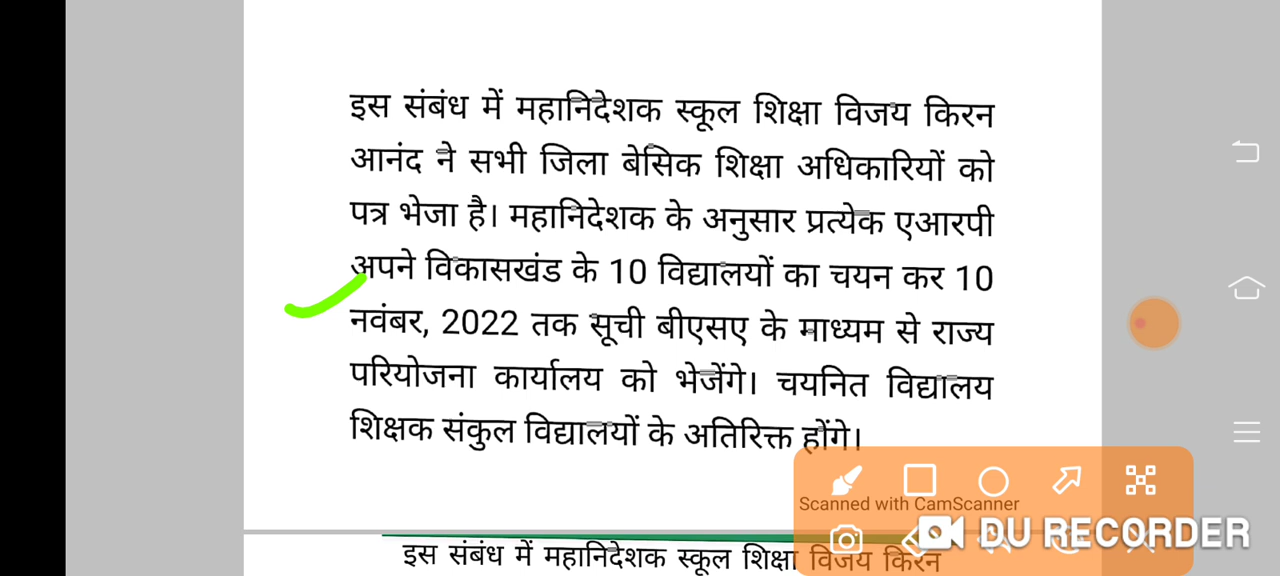 इस संबंध में महानिदेशक स्कूल शिक्षा विजय किरन
आनंद ने सभी जिला बेसिक शिक्षा अधिकारियों को
पत्र भेजा है। महानिदेशक के अनुसार प्रत्येक एआरपी
अपने विकासखंड के 10 विद्यालयों का चयन कर 10
नवंबर, 2022 तक सूची बीएसए के माध्यम से राज्य
परियोजना कार्यालय को भेजेंगे। चयनित विद्यालय
शिक्षक संकुल विद्यालयों के अतिरिक्त होंगे।
Scanned with CamScanner
DU RECORDER
इस संबंध में महानिदेशक स्कूल शिक्षा विजय किरन